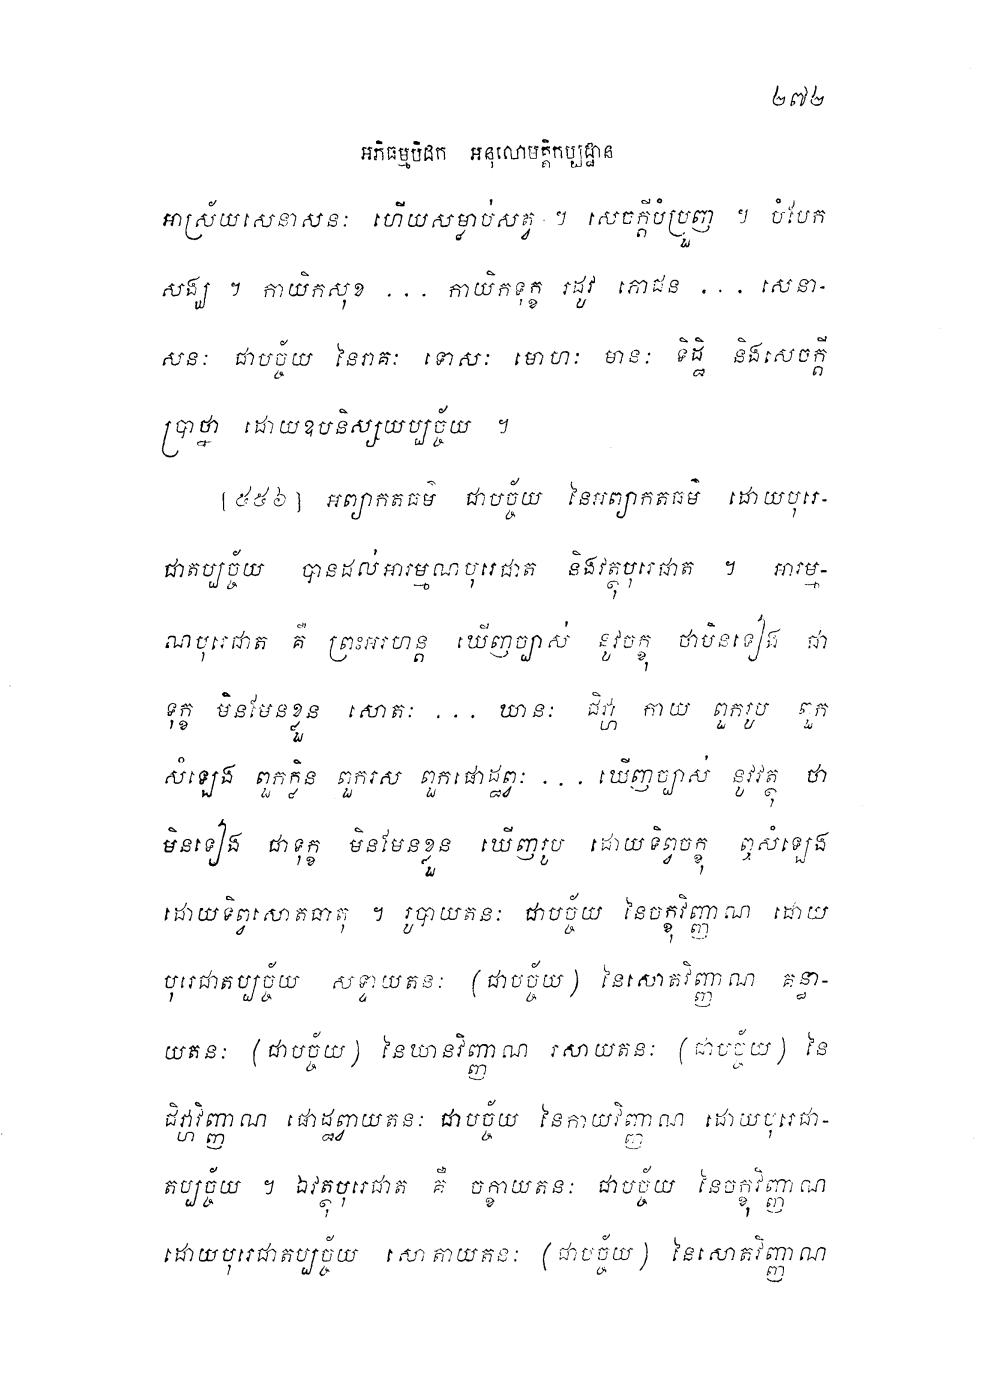 ២៧២
អភិធម្មបិដក អនុលោមត្តិកប្បដ្ឋាន
អាស្រ័យសេនាសនៈ ហើយសម្លាប់សត្វ ។ សេចក្តីបំប្រួញ ។ បំបែក
សង្ឃ ។ កាយិកសុខ ... កាយិកទុក្ខ រដូវ ភោជន ... សេនា-
សនៈ ជាបច្ច័យ នៃរាគៈ ទោសៈ មោហៈ មានៈ ទិដ្ឋិ និងសេចក្តី
ប្រាថ្នា ដោយឧបនិស្សយប្បច្ច័យ ។
[៥៥៦] អព្យាកតធម៌ ជាបច្ច័យ នៃអព្យាកតធម៌ ដោយបុរេ-
ជាតប្បច្ច័យ បានដល់អារម្មណបុរេជាត និងវត្ថុបុរេជាត ។ អារម្ម-
ណបុរេជាត គឺ ព្រះអរហន្ត ឃើញច្បាស់ នូវចក្ខុ ថាមិនទៀង ជា
ទុក្ខ មិនមែនខ្លួន សោតៈ ... ឃានៈ ជិវ្ហា កាយ ពួករូប ពួក
សំឡេង ពួកក្លិន ពួករស ពួកផោដ្ឋព្វៈ ... ឃើញច្បាស់ នូវវត្ថុ ថា
មិនទៀង ជាទុក្ខ មិនមែនខ្លួន ឃើញរូប ដោយទិព្វចក្ខុ ឮសំឡេង
ដោយទិព្វសោតធាតុ ។ រូបាយតនៈ ជាបច្ច័យ នៃចក្ខុវិញ្ញាណ ដោយ
បុរេជាតប្បច្ច័យ សទ្ទាយតនៈ (ជាបច្ច័យ) នៃសោតវិញ្ញាណ គន្ធា-
យតនៈ (ជាបច្ច័យ) នៃឃានវិញ្ញាណ រសាយតនៈ (ជាបច្ច័យ) នៃ
ជិវ្ហាវិញ្ញាណ ផោដ្ឋព្វាយតនៈ ជាបច្ច័យ នៃកាយវិញ្ញាណ ដោយបុរេជា-
តប្បច្ច័យ ។ ឯវត្ថុបុរេជាត គឺ ចក្ខាយតនៈ ជាបច្ច័យ នៃចក្ខុវិញ្ញាណ
ដោយបុរេជាតប្បច្ច័យ សោតាយតនៈ (ជាបច្ច័យ) នៃសោតវិញ្ញាណ